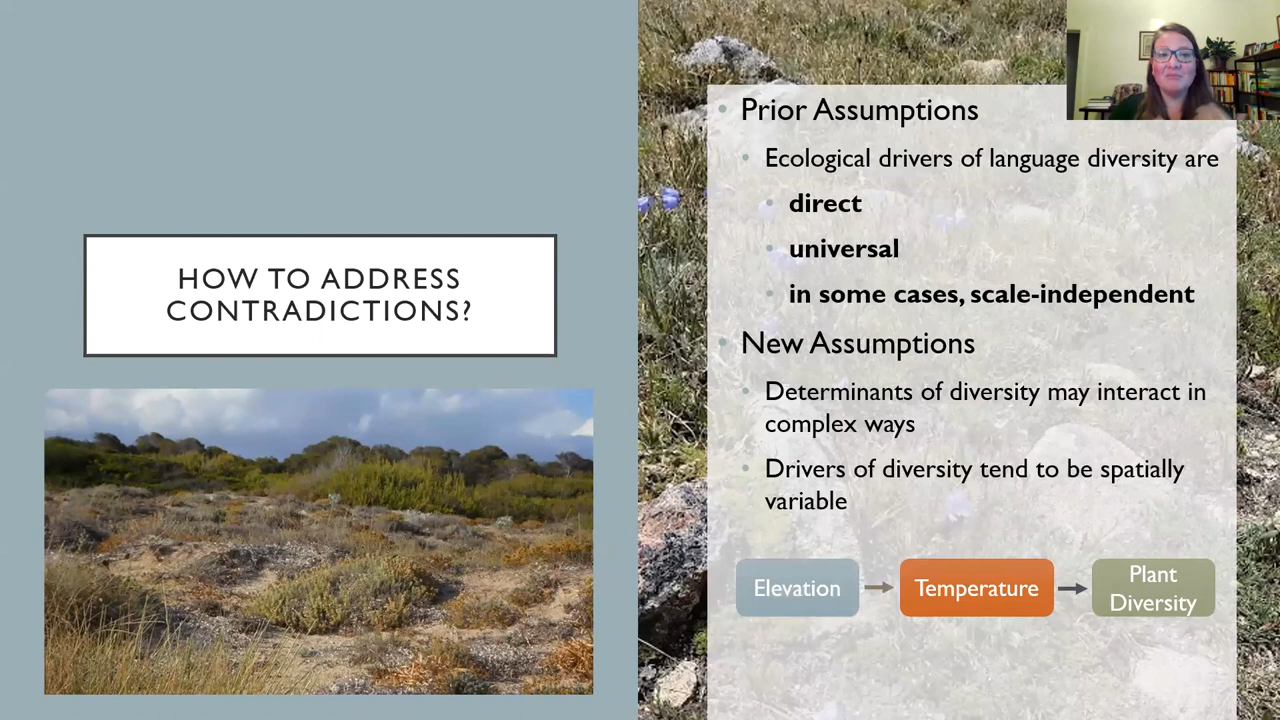 HOW TO ADDRESS
CONTRADICTIONS?
Prior Assumptions
Ecological drivers of language diversity are
direct
universal
in some cases, scale-independent
New Assumptions
Determinants of diversity may interact in
complex ways
Drivers of diversity tend to be spatially
variable
Elevation
Temperature
Plant
Diversity